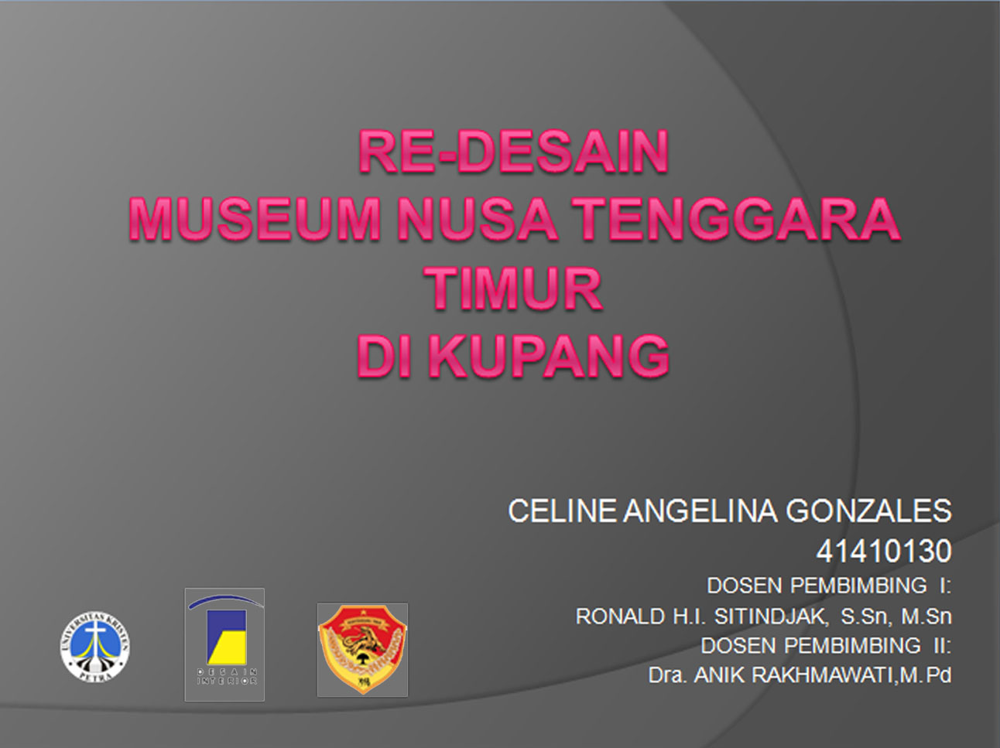 RE-DESAIN
MUSEUM NUSA TENGGARA
TIMUR
DI KUPANG
CELINE ANGELINA GONZALES
41410130
DOSEN PEMBIMBING I:
RONALD H.I. SITINDJAK, S.Sn, M.Sn
DOSEN PEMBIMBING II:
Dra. ANIK RAKHMAWATI,M.Pd
UNIVERSITAS KRISTEN
PETRA
DESAIN
INTERIOR